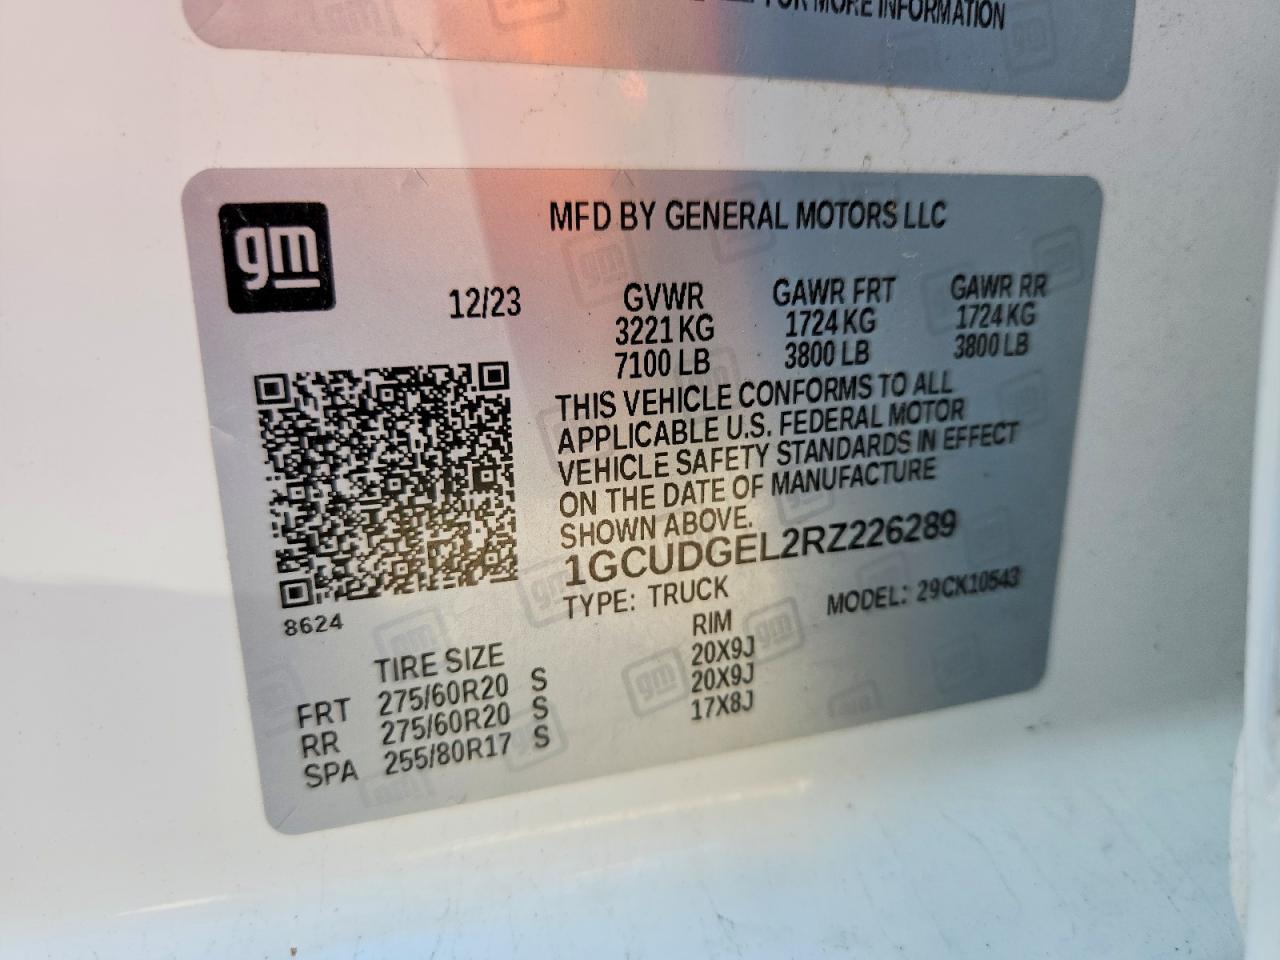 FOR MORE INFORMATION
gm
MFD BY GENERAL MOTORS LLC
12/23
GVWR GAWR FRT GAWR RR
3221 KG 1724 KG 1724 KG
7100 LB 3800 LB 3800 LB
THIS VEHICLE CONFORMS TO ALL
APPLICABLE U.S. FEDERAL MOTOR
VEHICLE SAFETY STANDARDS IN EFFECT
ON THE DATE OF MANUFACTURE
SHOWN ABOVE.
1GCUDGEL2RZ226289
TYPE: TRUCK MODEL: 29CK10543
8624
TIRE SIZE RIM
FRT 275/60R20 S 20X9J
RR 275/60R20 S 20X9J
SPA 255/80R17 S 17X8J